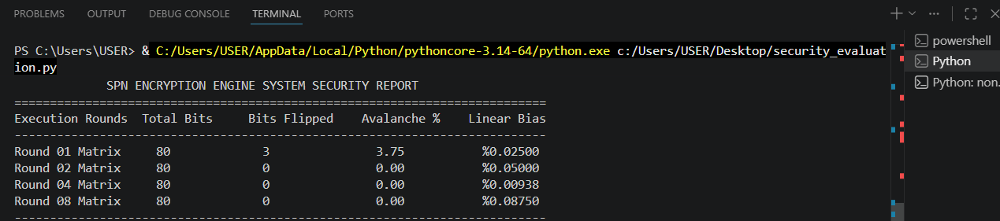 PROBLEMS OUTPUT DEBUG CONSOLE TERMINAL PORTS
PS C:\Users\USER> & C:/Users/USER/AppData/Local/Python/pythoncore-3.14-64/python.exe c:/Users/USER/Desktop/security_evaluat
ion.py
SPN ENCRYPTION ENGINE SYSTEM SECURITY REPORT
===========================================================================
Execution Rounds Total Bits Bits Flipped Avalanche % Linear Bias
---------------------------------------------------------------------------
Round 01 Matrix 80 3 3.75 %0.02500
Round 02 Matrix 80 0 0.00 %0.05000
Round 04 Matrix 80 0 0.00 %0.00938
Round 08 Matrix 80 0 0.00 %0.08750
---------------------------------------------------------------------------
powershell
Python
Python: non...